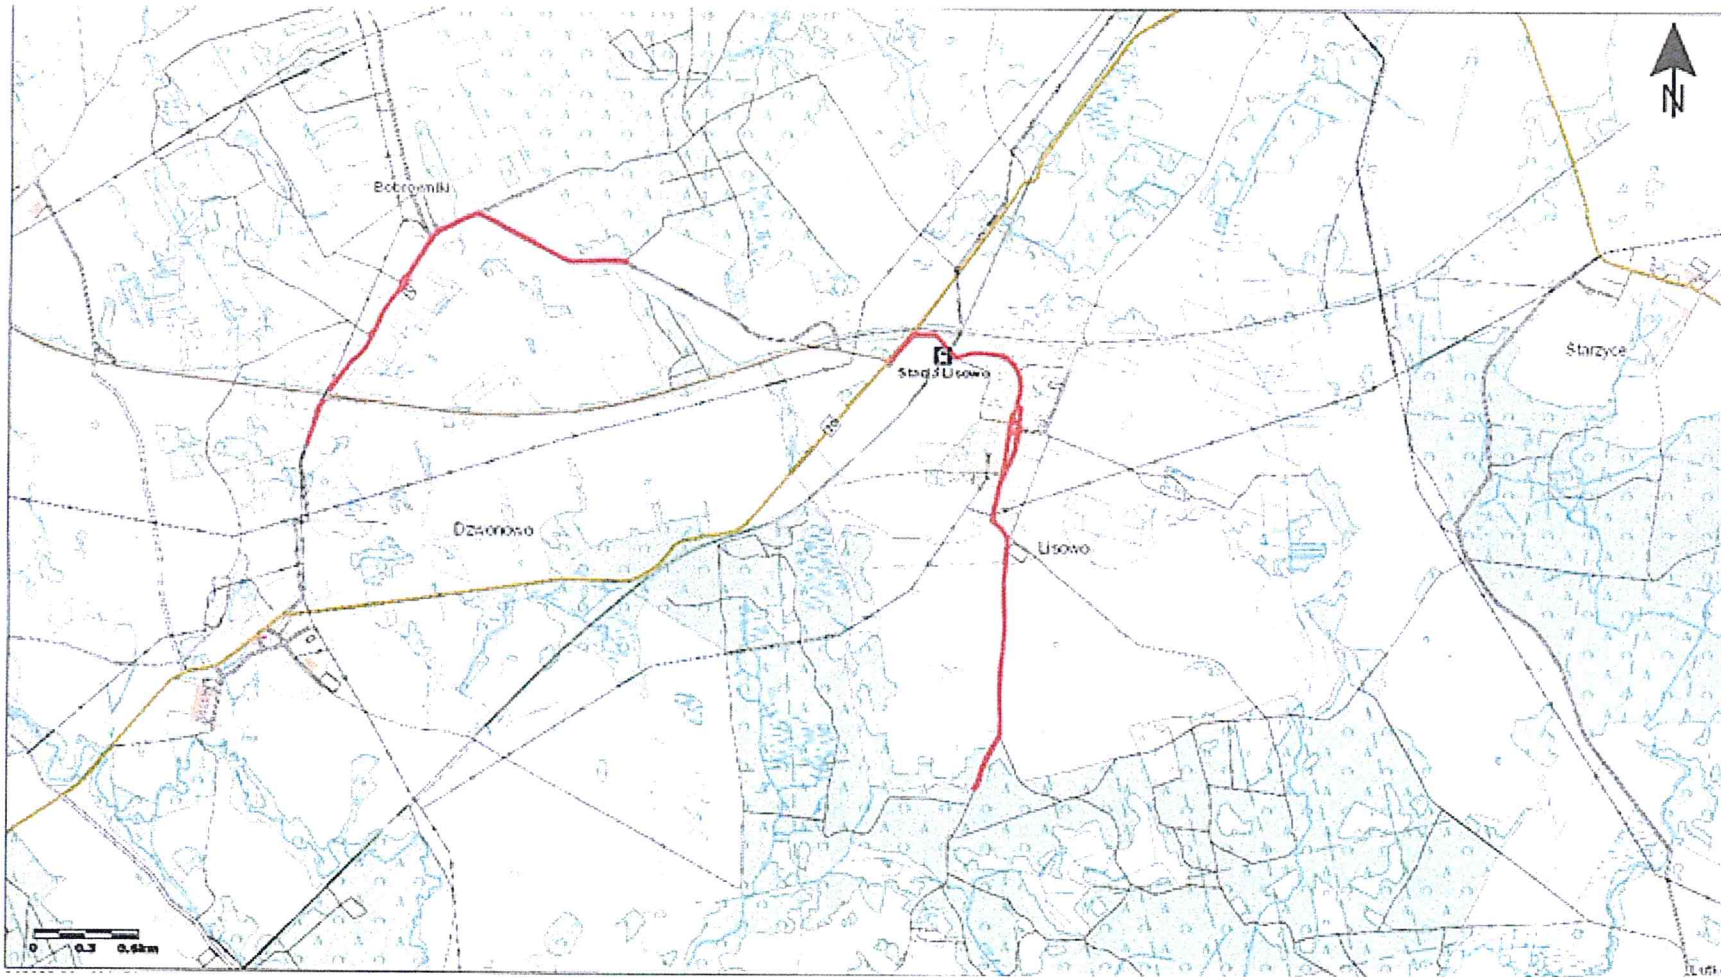 N
Bobrowniki
Starzyce
Stacja Lisowo
Dzwonowo
Lisowo
0 0.3 0.6km